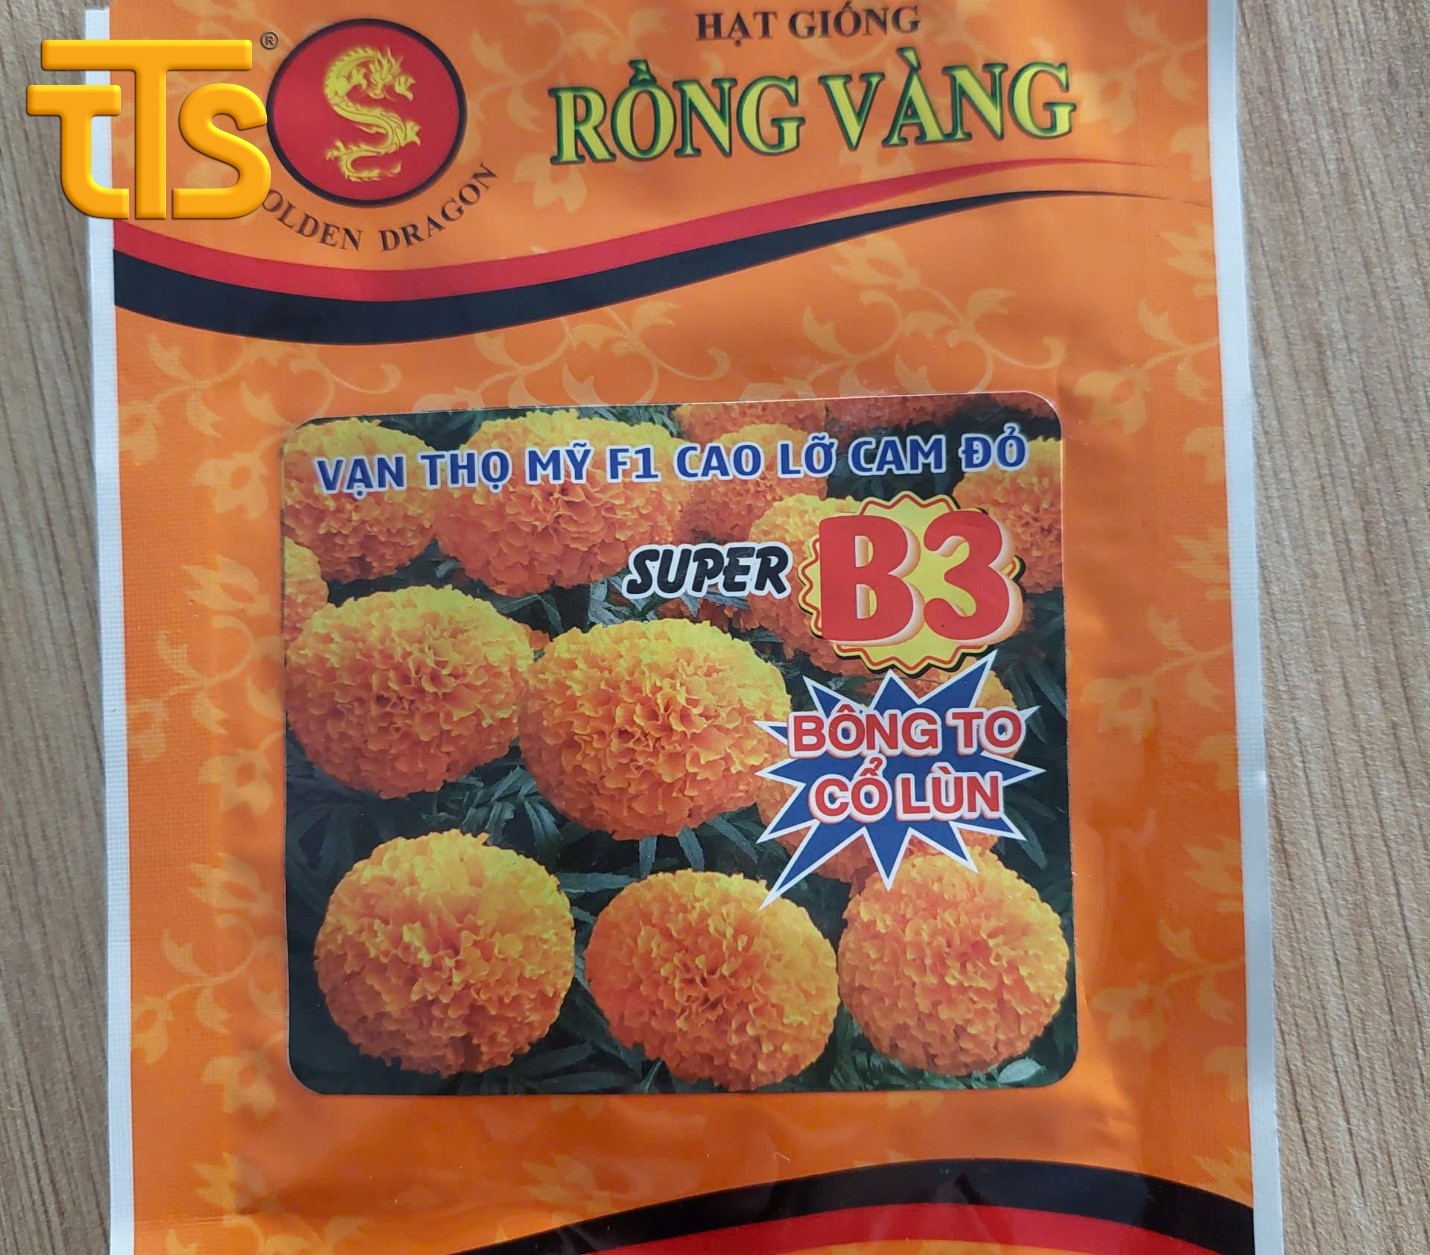 TTS®
HẠT GIỐNG
RỒNG VÀNG
OLDEN DRAGON
VẠN THỌ MỸ F1 CAO LỠ CAM ĐỎ
SUPER B3
BÔNG TO
CỔ LÙN